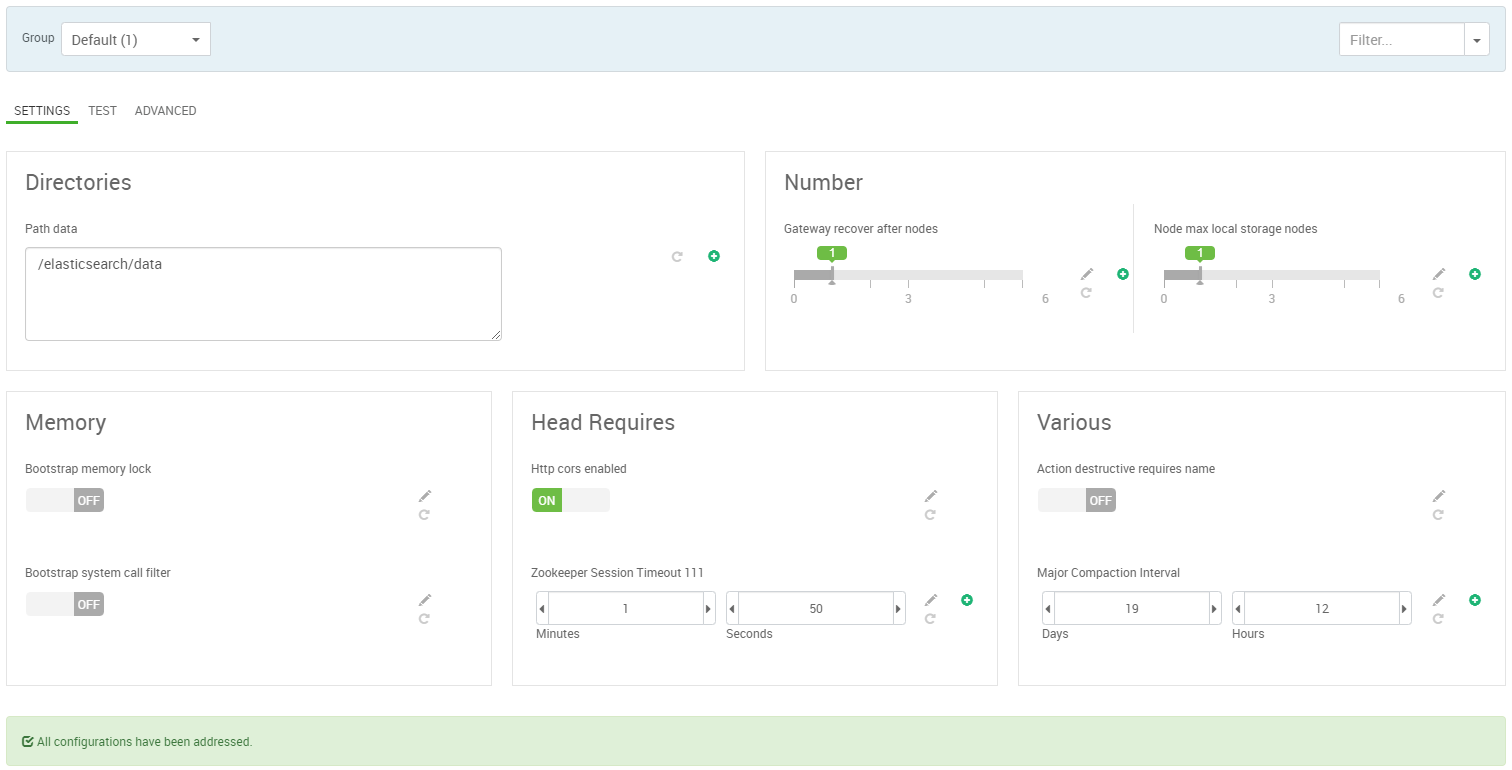 Group
Default (1)
Filter...
SETTINGS TEST ADVANCED
Directories
Path data
/elasticsearch/data
Number
Gateway recover after nodes
1
0 3 6
Node max local storage nodes
1
0 3 6
Memory
Bootstrap memory lock
OFF
Bootstrap system call filter
OFF
Head Requires
Http cors enabled
ON
Zookeeper Session Timeout 111
1 50
Minutes Seconds
Various
Action destructive requires name
OFF
Major Compaction Interval
19 12
Days Hours
All configurations have been addressed.